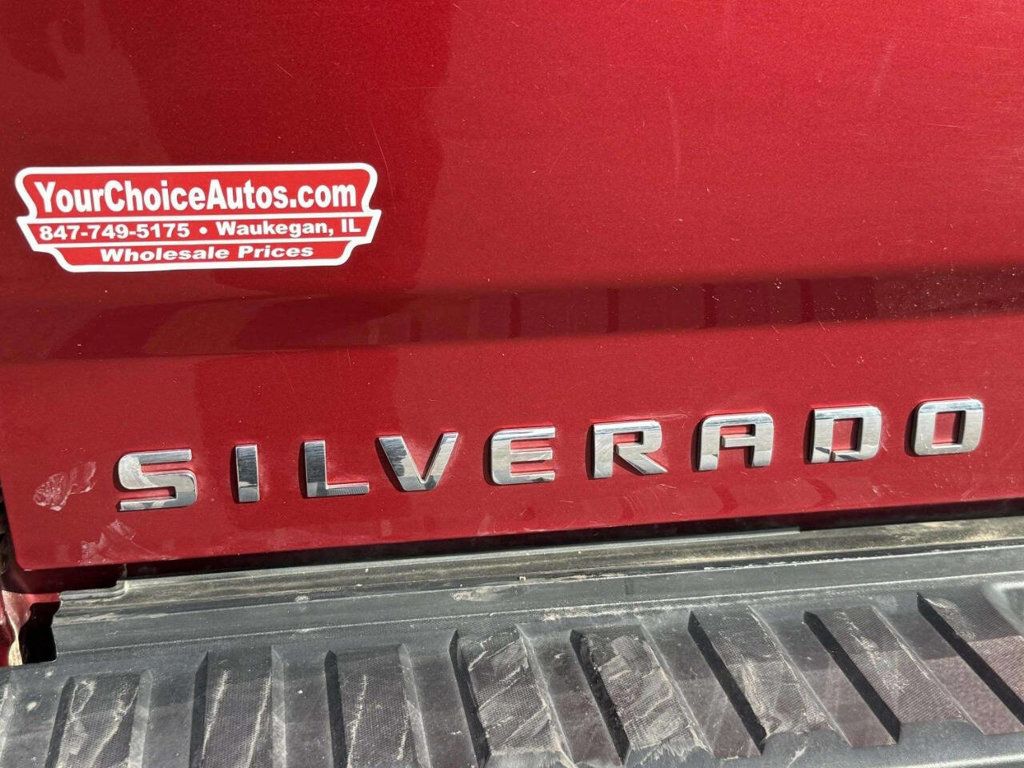 YourChoiceAutos.com
847-749-5175 • Waukegan, IL
Wholesale Prices
SILVERADO